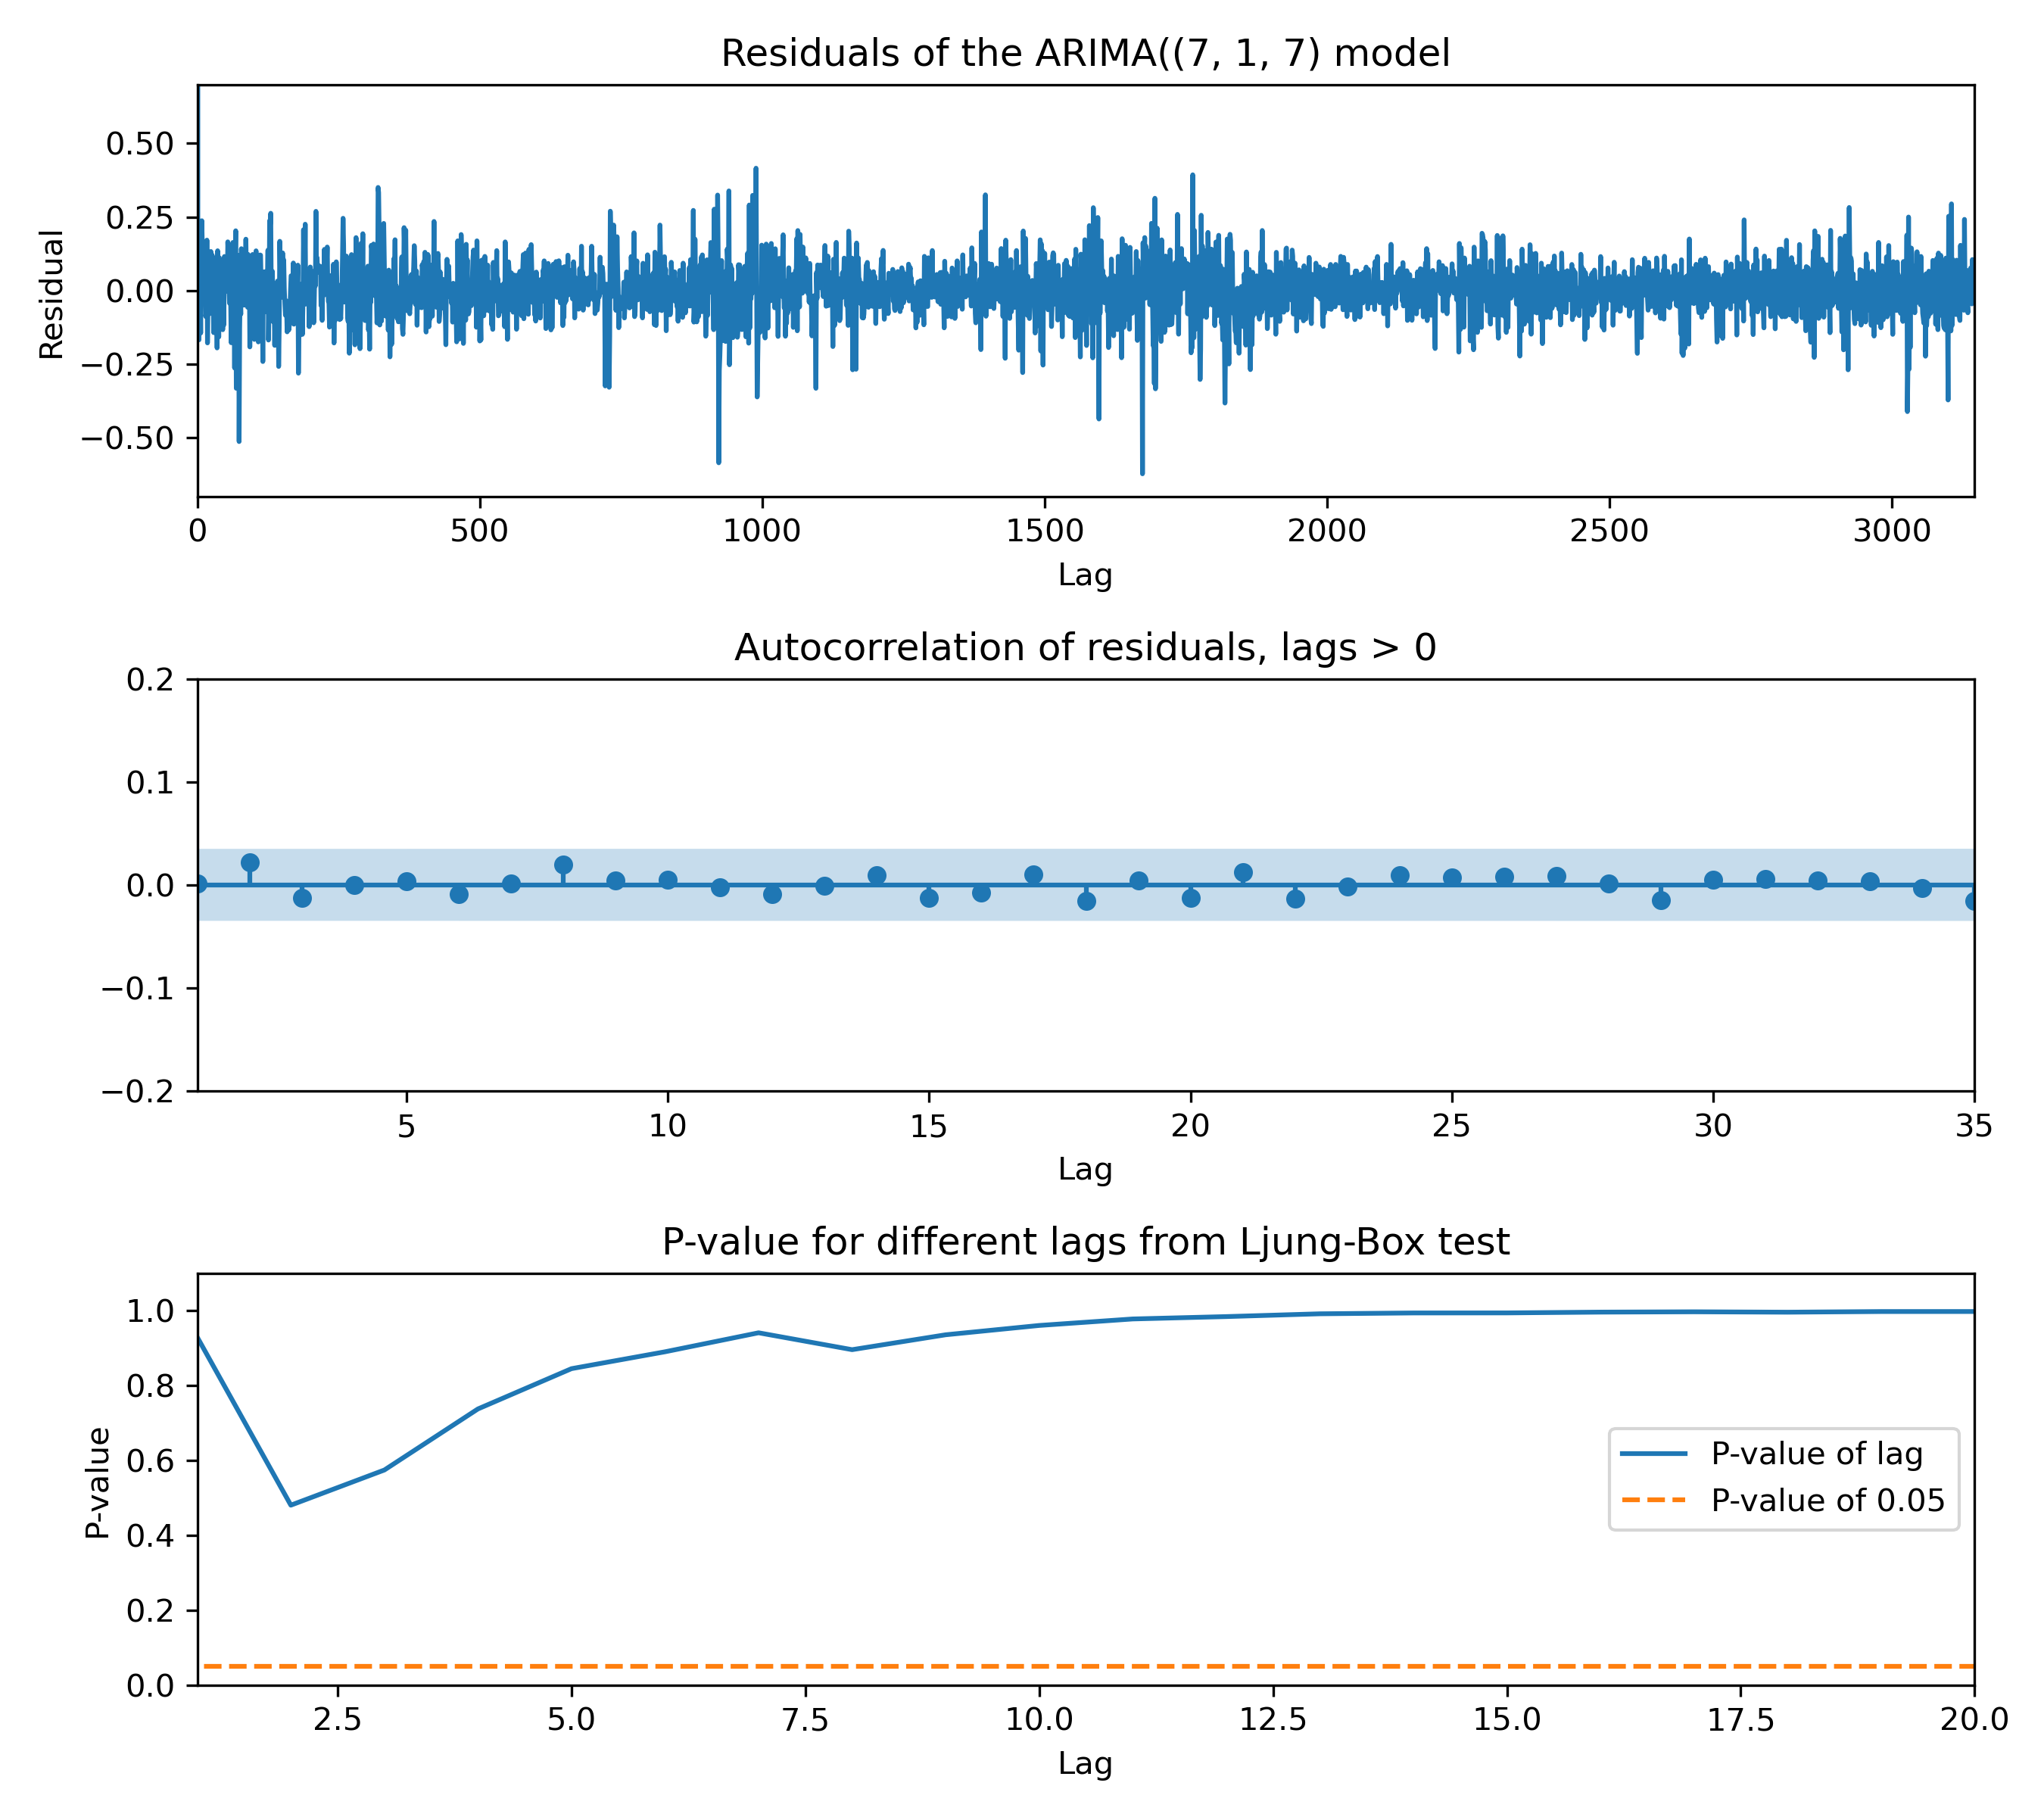 Residuals of the ARIMA((7, 1, 7) model
Residual
0.50
0.25
0.00
−0.25
−0.50
0 500 1000 1500 2000 2500 3000
Lag
Autocorrelation of residuals, lags > 0
0.2
0.1
0.0
−0.1
−0.2
5 10 15 20 25 30 35
Lag
P-value for different lags from Ljung-Box test
P-value
1.0
0.8
0.6
0.4
0.2
0.0
P-value of lag
P-value of 0.05
2.5 5.0 7.5 10.0 12.5 15.0 17.5 20.0
Lag